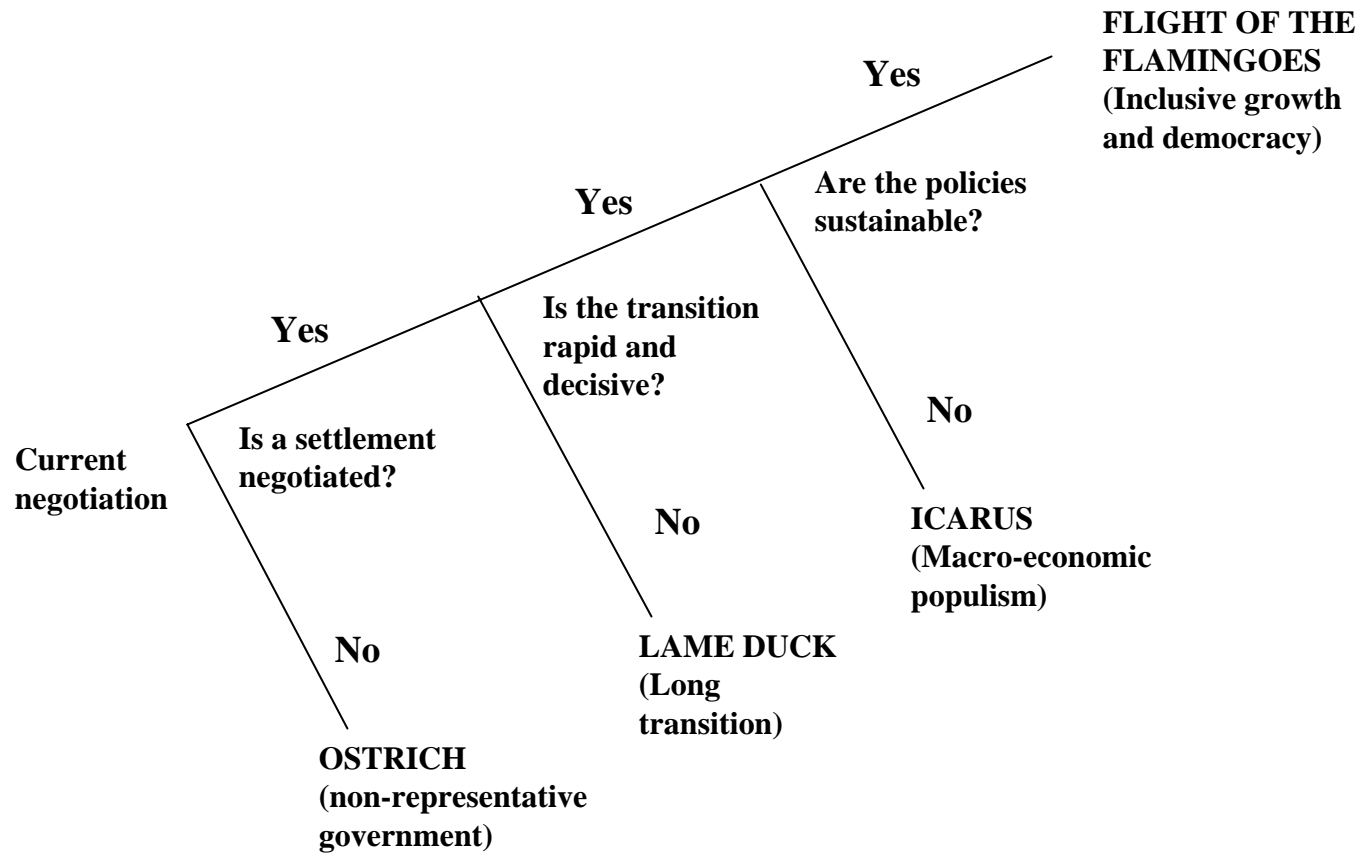 FLIGHT OF THE
FLAMINGOES
(Inclusive growth
and democracy)
Yes
Are the policies
sustainable?
Yes
Is the transition
rapid and
decisive?
Yes
No
Is a settlement
negotiated?
Current
negotiation
No
ICARUS
(Macro-economic
populism)
No
LAME DUCK
(Long
transition)
OSTRICH
(non-representative
government)